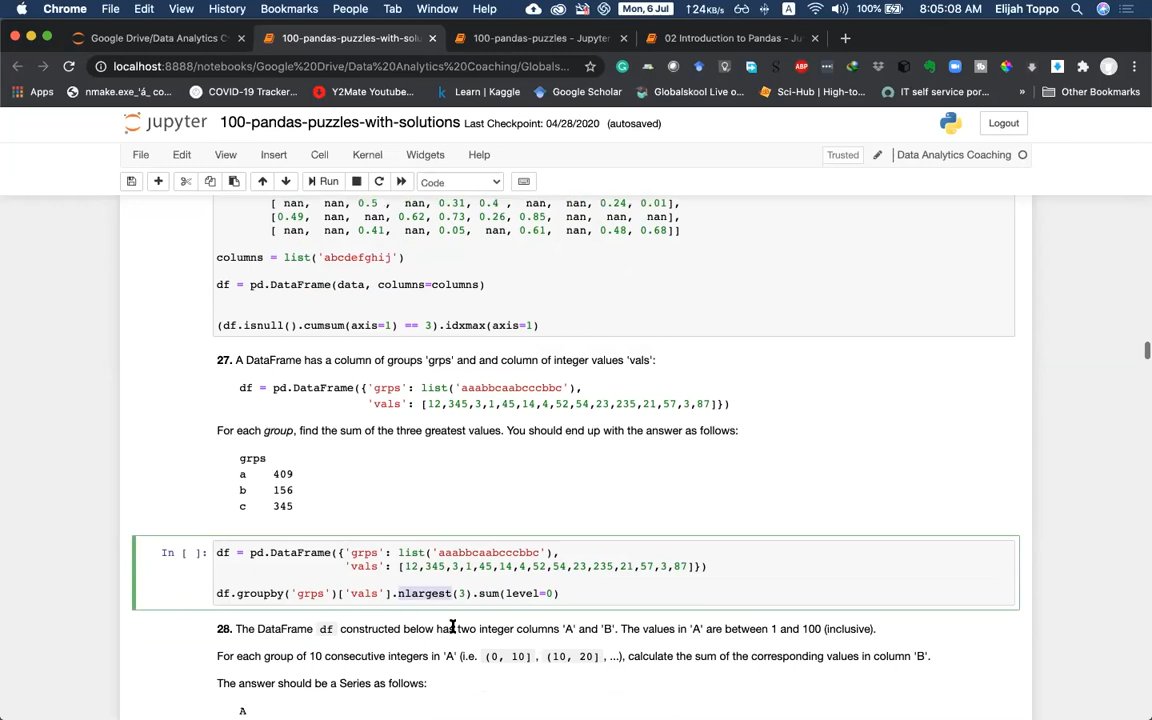 Chrome File Edit View History Bookmarks People Tab Window Help Mon, 6 Jul 124KB/s A 100% 8:05:08 AM Elijah Toppo
Google Drive/Data Analytics C 100-pandas-puzzles-with-solu 100-pandas-puzzles - Jupyter 02 Introduction to Pandas - Ju
localhost:8888/notebooks/Google%20Drive/Data%20Analytics%20Coaching/Globals...
Apps nmake.exe_'á_ co... COVID-19 Tracker... Y2Mate Youtube... Learn | Kaggle Google Scholar Globalskool Live o... Sci-Hub | High-to... IT self service por... » Other Bookmarks
jupyter 100-pandas-puzzles-with-solutions Last Checkpoint: 04/28/2020 (autosaved) Logout
File Edit View Insert Cell Kernel Widgets Help Trusted Data Analytics Coaching
Run Code
[ nan, nan, 0.5 , nan, 0.31, 0.4 , nan, nan, 0.24, 0.01],
[0.49, nan, nan, 0.62, 0.73, 0.26, 0.85, nan, nan, nan],
[ nan, nan, 0.41, nan, 0.05, nan, 0.61, nan, 0.48, 0.68]]
columns = list('abcdefghij')
df = pd.DataFrame(data, columns=columns)
(df.isnull().cumsum(axis=1) == 3).idxmax(axis=1)
27. A DataFrame has a column of groups 'grps' and and column of integer values 'vals':
df = pd.DataFrame({'grps': list('aaabbcaabcccbbc'),
'vals': [12,345,3,1,45,14,4,52,54,23,235,21,57,3,87]})
For each group, find the sum of the three greatest values. You should end up with the answer as follows:
grps
a 409
b 156
c 345
In [ ]: df = pd.DataFrame({'grps': list('aaabbcaabcccbbc'),
'vals': [12,345,3,1,45,14,4,52,54,23,235,21,57,3,87]})
df.groupby('grps')['vals'].nlargest(3).sum(level=0)
28. The DataFrame df constructed below has two integer columns 'A' and 'B'. The values in 'A' are between 1 and 100 (inclusive).
For each group of 10 consecutive integers in 'A' (i.e. (0, 10], (10, 20], ...), calculate the sum of the corresponding values in column 'B'.
The answer should be a Series as follows:
A